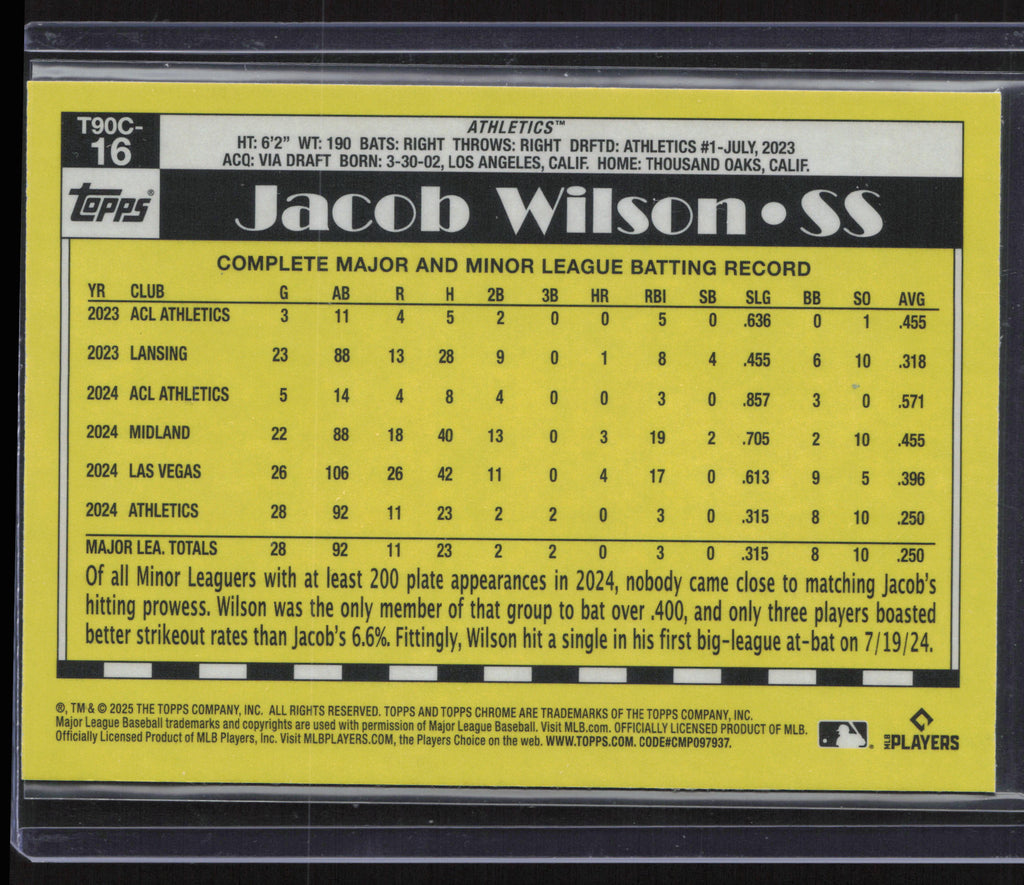 T90C-
16
ATHLETICS™
HT: 6'2" WT: 190 BATS: RIGHT THROWS: RIGHT DRFTD: ATHLETICS #1-JULY, 2023
ACQ: VIA DRAFT BORN: 3-30-02, LOS ANGELES, CALIF. HOME: THOUSAND OAKS, CALIF.
Topps®
Jacob Wilson • SS
COMPLETE MAJOR AND MINOR LEAGUE BATTING RECORD
YR CLUB G AB R H 2B 3B HR RBI SB SLG BB SO AVG
2023 ACL ATHLETICS 3 11 4 5 2 0 0 5 0 .636 0 1 .455
2023 LANSING 23 88 13 28 9 0 1 8 4 .455 6 10 .318
2024 ACL ATHLETICS 5 14 4 8 4 0 0 3 0 .857 3 0 .571
2024 MIDLAND 22 88 18 40 13 0 3 19 2 .705 2 10 .455
2024 LAS VEGAS 26 106 26 42 11 0 4 17 0 .613 9 5 .396
2024 ATHLETICS 28 92 11 23 2 2 0 3 0 .315 8 10 .250
MAJOR LEA. TOTALS 28 92 11 23 2 2 0 3 0 .315 8 10 .250
Of all Minor Leaguers with at least 200 plate appearances in 2024, nobody came close to matching Jacob's
hitting prowess. Wilson was the only member of that group to bat over .400, and only three players boasted
better strikeout rates than Jacob's 6.6%. Fittingly, Wilson hit a single in his first big-league at-bat on 7/19/24.
®, TM & © 2025 THE TOPPS COMPANY, INC. ALL RIGHTS RESERVED. TOPPS AND TOPPS CHROME ARE TRADEMARKS OF THE TOPPS COMPANY, INC.
Major League Baseball trademarks and copyrights are used with permission of Major League Baseball. Visit MLB.com. OFFICIALLY LICENSED PRODUCT OF MLB.
Officially Licensed Product of MLB Players, Inc. Visit MLBPLAYERS.COM, the Players Choice on the web. WWW.TOPPS.COM. CODE#CMP097937.
MLB PLAYERS